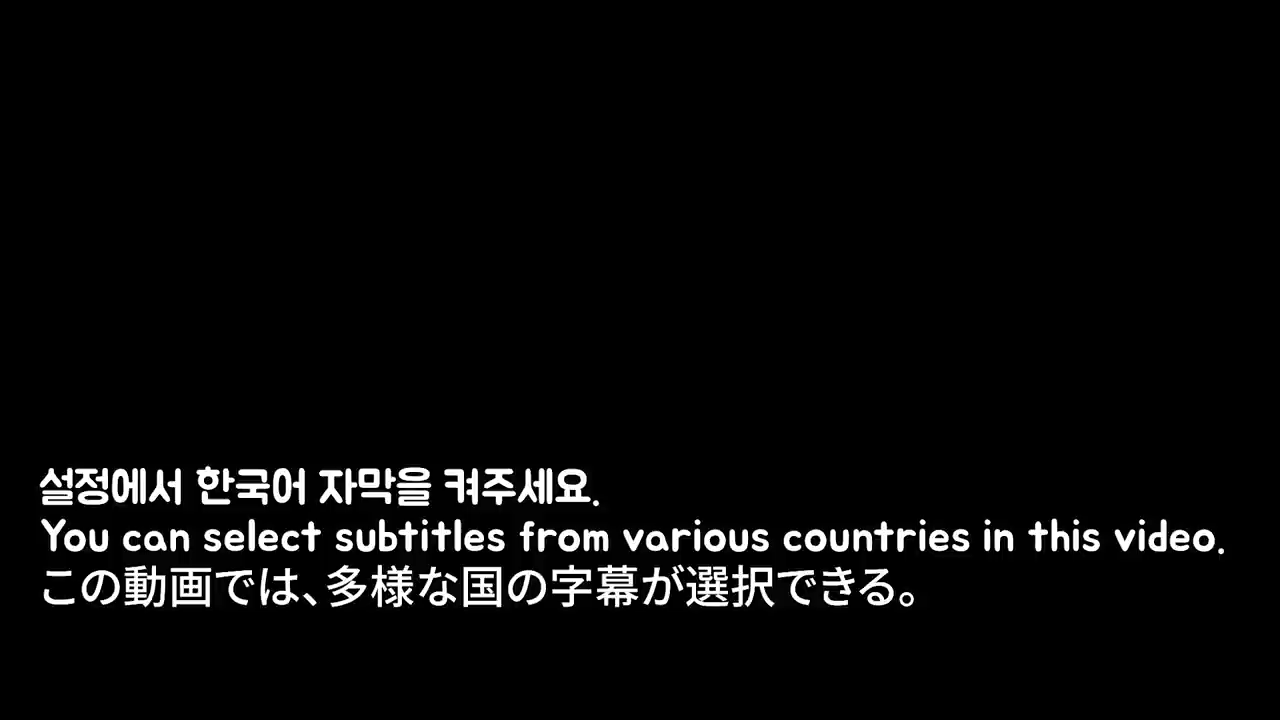 설정에서 한국어 자막을 켜주세요.
You can select subtitles from various countries in this video.
この動画では、多様な国の字幕が選択できる。